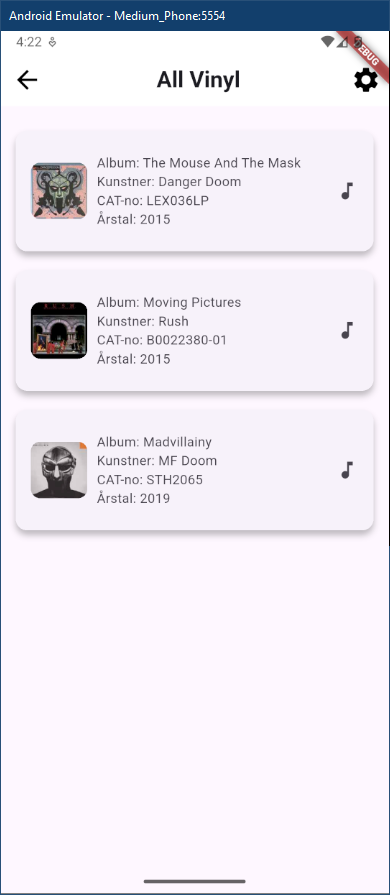 Android Emulator - Medium_Phone:5554
4:22
DEBUG
All Vinyl
Album: The Mouse And The Mask
Kunstner: Danger Doom
CAT-no: LEX036LP
Årstal: 2015
Album: Moving Pictures
Kunstner: Rush
CAT-no: B0022380-01
Årstal: 2015
RUSH
Album: Madvillainy
Kunstner: MF Doom
CAT-no: STH2065
Årstal: 2019